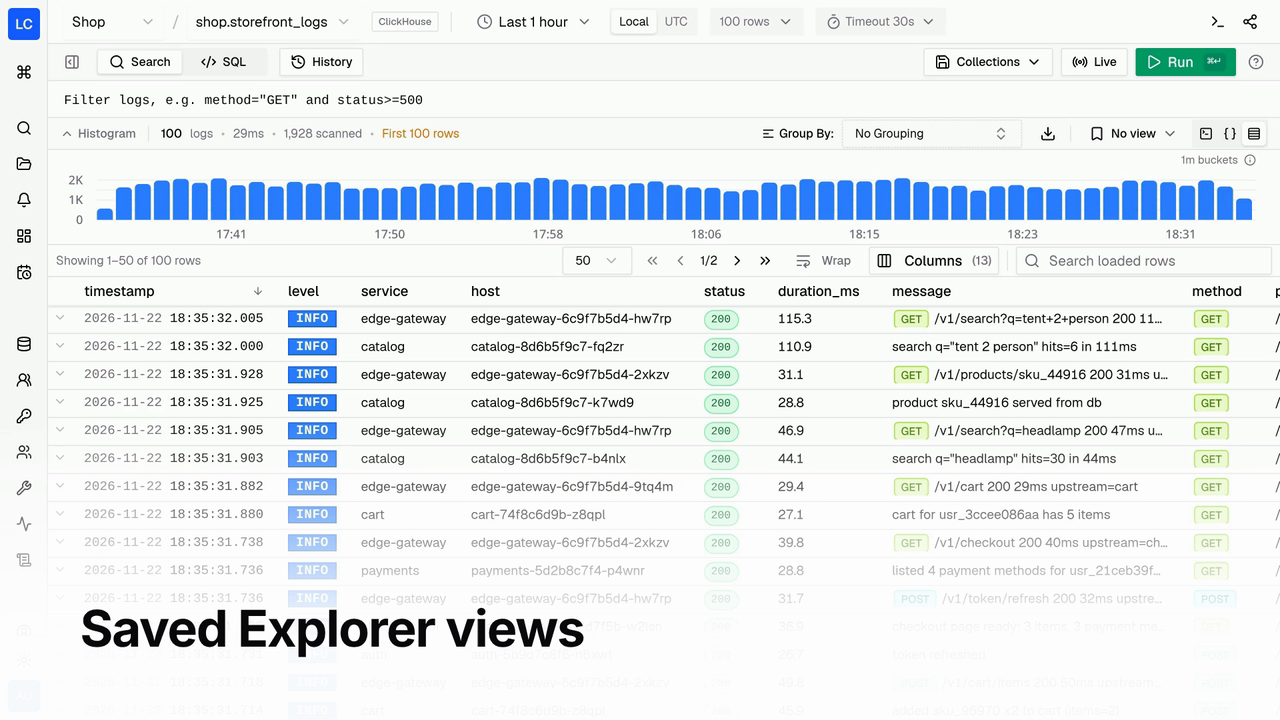 LC Shop / shop.storefront_logs ClickHouse Last 1 hour Local UTC 100 rows Timeout 30s
Search SQL History Collections Live Run
Filter logs, e.g. method="GET" and status>=500
Histogram 100 logs • 29ms • 1,928 scanned • First 100 rows Group By: No Grouping No view
1m buckets
2K
1K
0
17:41 17:50 17:58 18:06 18:15 18:23 18:31
Showing 1–50 of 100 rows 50 1/2 Wrap Columns (13) Search loaded rows
timestamp level service host status duration_ms message method
2026-11-22 18:35:32.005 INFO edge-gateway edge-gateway-6c9f7b5d4-hw7rp 200 115.3 GET /v1/search?q=tent+2+person 200 11… GET
2026-11-22 18:35:32.000 INFO catalog catalog-8d6b5f9c7-fq2zr 200 110.9 search q="tent 2 person" hits=6 in 111ms GET
2026-11-22 18:35:31.928 INFO edge-gateway edge-gateway-6c9f7b5d4-2xkzv 200 31.1 GET /v1/products/sku_44916 200 31ms u… GET
2026-11-22 18:35:31.925 INFO catalog catalog-8d6b5f9c7-k7wd9 200 28.8 product sku_44916 served from db GET
2026-11-22 18:35:31.905 INFO edge-gateway edge-gateway-6c9f7b5d4-hw7rp 200 46.9 GET /v1/search?q=headlamp 200 47ms u… GET
2026-11-22 18:35:31.903 INFO catalog catalog-8d6b5f9c7-b4nlx 200 44.1 search q="headlamp" hits=30 in 44ms GET
2026-11-22 18:35:31.882 INFO edge-gateway edge-gateway-6c9f7b5d4-9tq4m 200 29.4 GET /v1/cart 200 29ms upstream=cart GET
2026-11-22 18:35:31.880 INFO cart cart-74f8c6d9b-z8qpl 200 27.1 cart for usr_3ccee086aa has 5 items GET
2026-11-22 18:35:31.738 INFO edge-gateway edge-gateway-6c9f7b5d4-2xkzv 200 39.8 GET /v1/checkout 200 40ms upstream=ch… GET
2026-11-22 18:35:31.736 INFO payments payments-5d2b8c7f4-p4wnr 200 28.8 listed 4 payment methods for usr_21ceb39f… GET
2026-11-22 18:35:31.736 INFO edge-gateway edge-gateway-6c9f7b5d4-hw7rp 200 31.7 POST /v1/token/refresh 200 32ms upstre… POST
Saved Explorer views